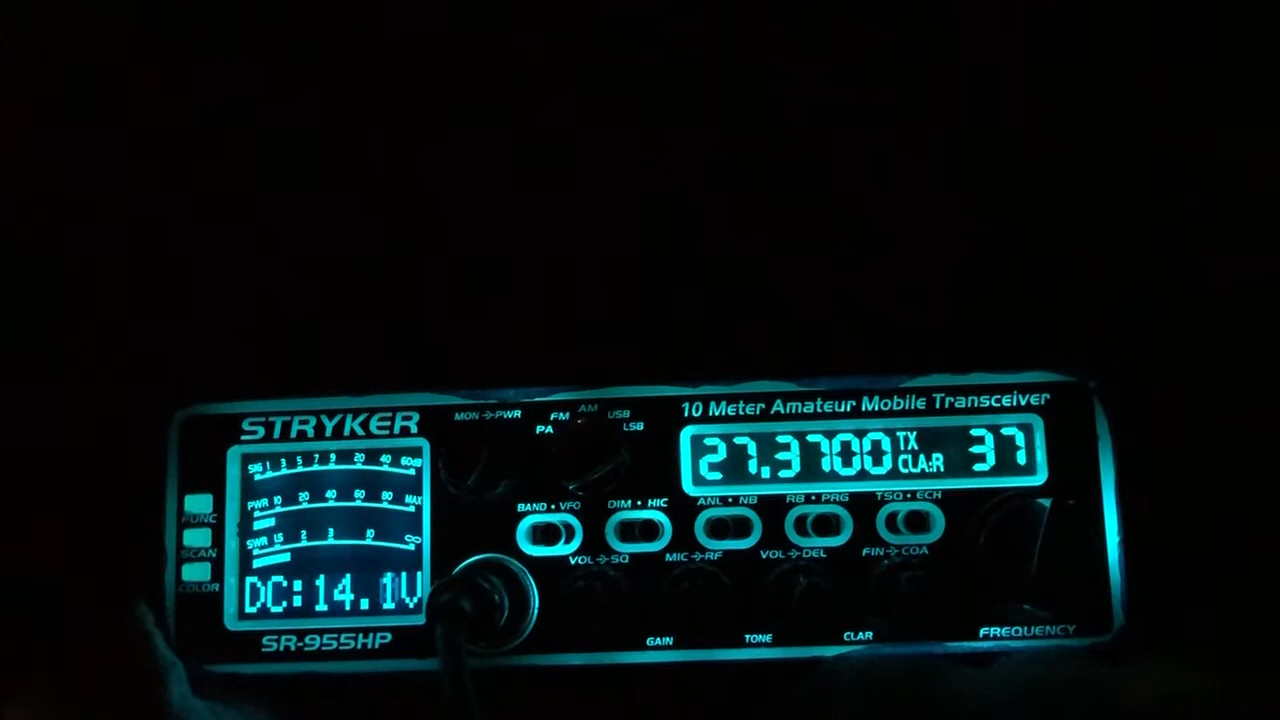 STRYKER
SIG 1 3 5 7 9 20 40 60dB
PWR 10 20 40 60 80 MAX
SWR 1.5 2 3 10 ∞
DC:14.1V
SR-955HP
FUNC
SCAN
COLOR
MON → PWR
PA FM AM USB LSB
10 Meter Amateur Mobile Transceiver
27.3700 TX CLA:R 37
BAND • VFO DIM • HIC ANL • NB RB • PRG TSQ • ECH
VOL → SQ MIC → RF VOL → DEL FIN → COA
GAIN TONE CLAR FREQUENCY